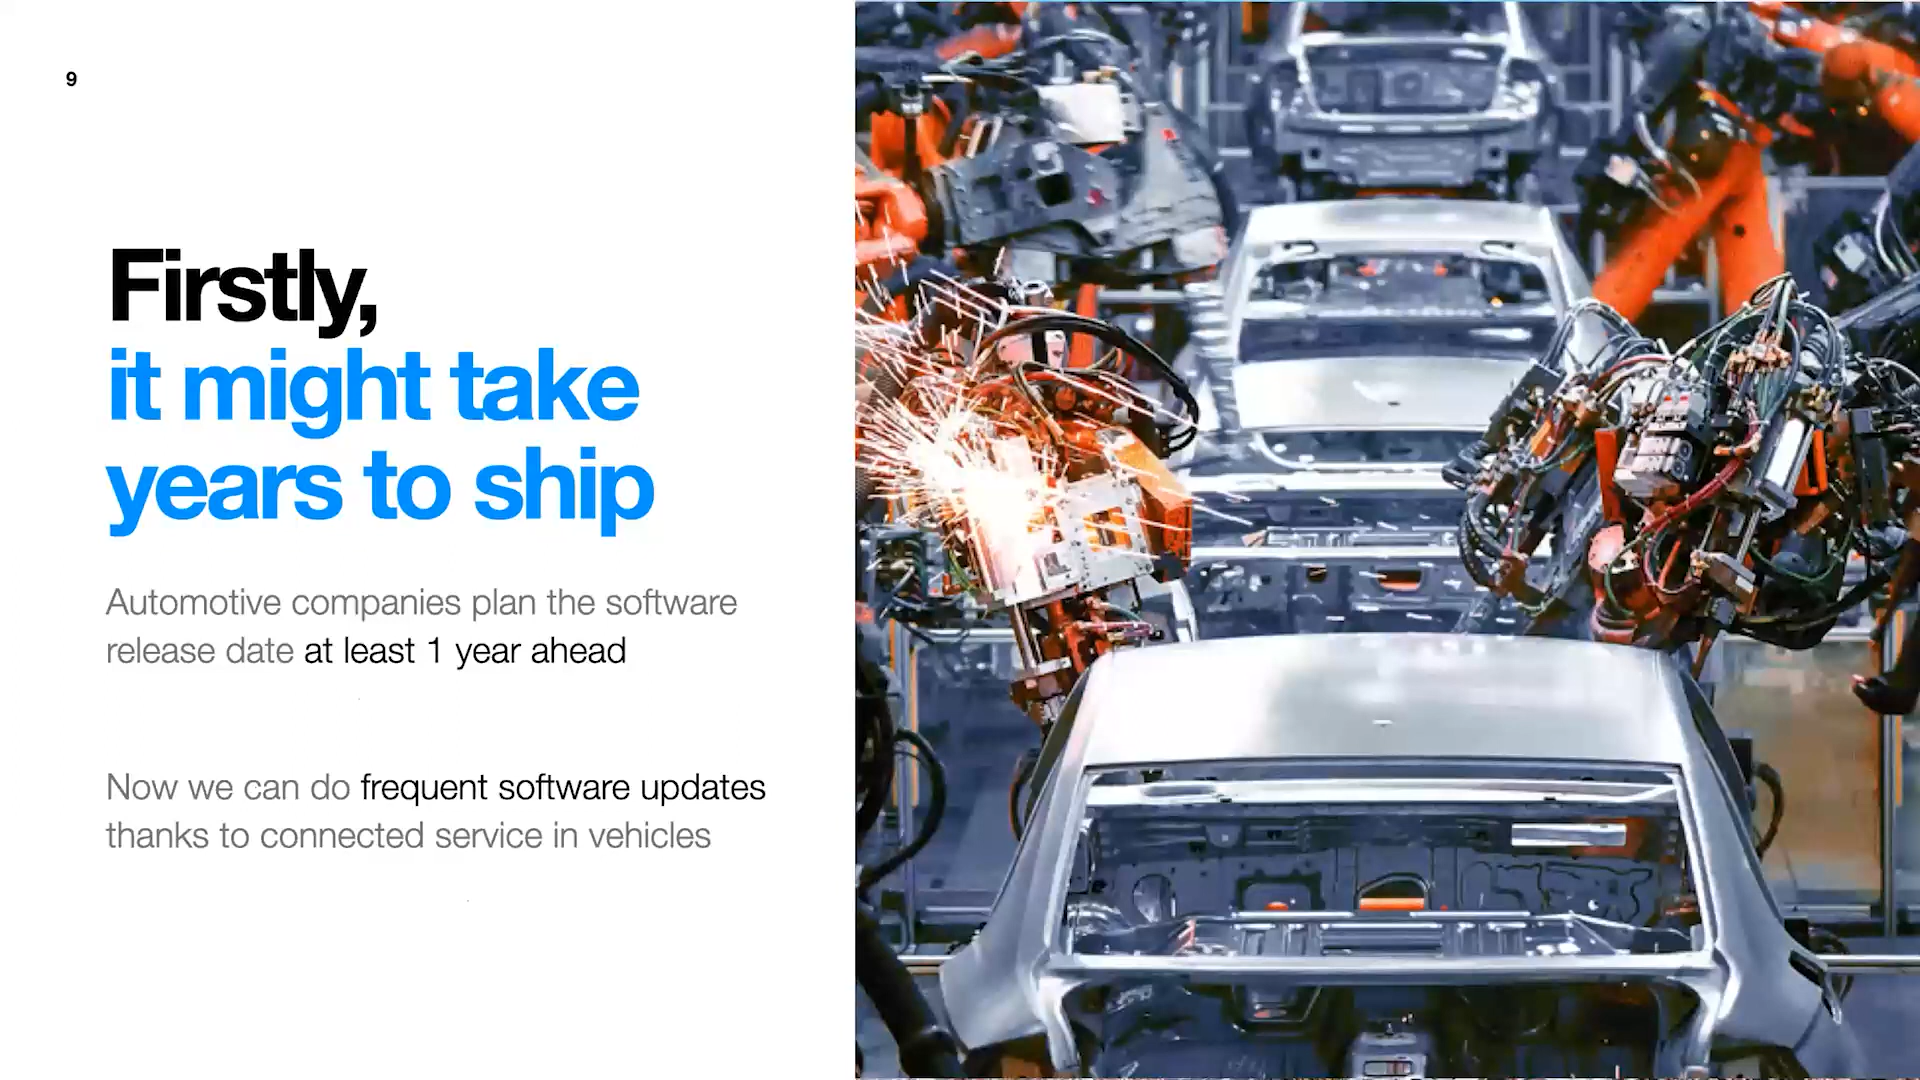 9
Firstly,
it might take
years to ship
Automotive companies plan the software
release date at least 1 year ahead
Now we can do frequent software updates
thanks to connected service in vehicles